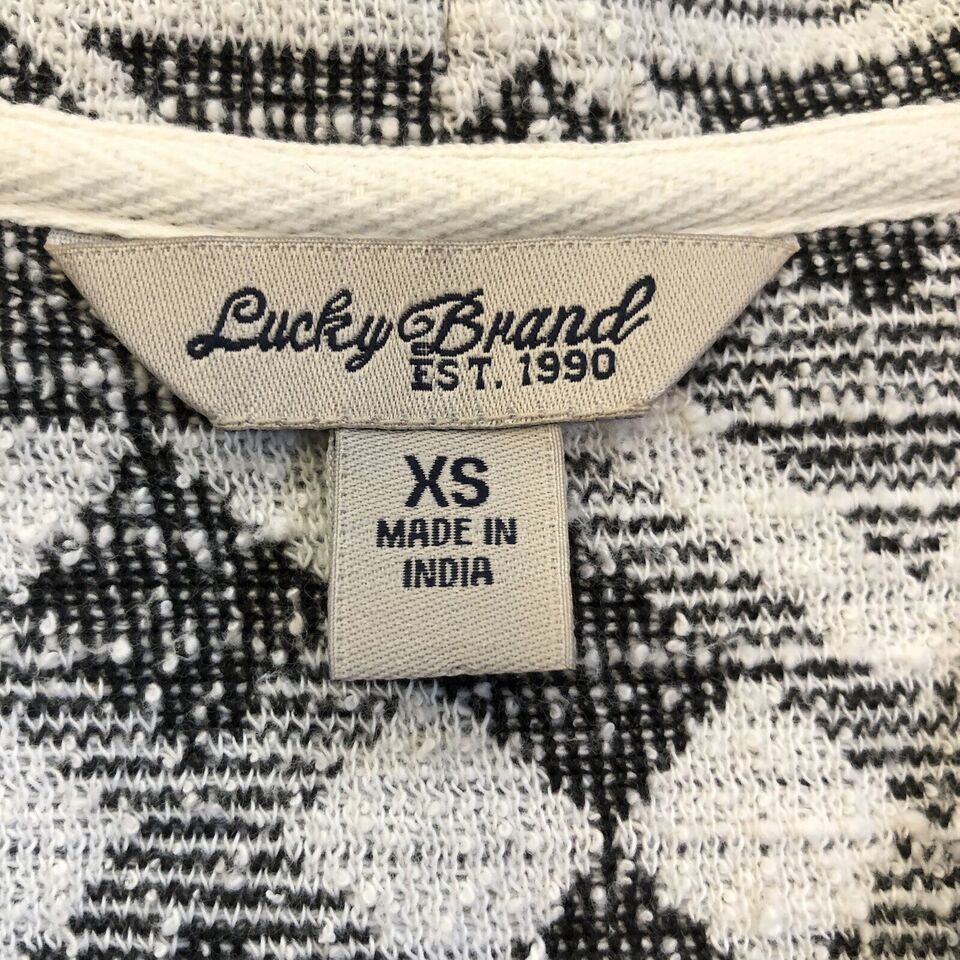 Lucky Brand
EST. 1990
XS
MADE IN
INDIA